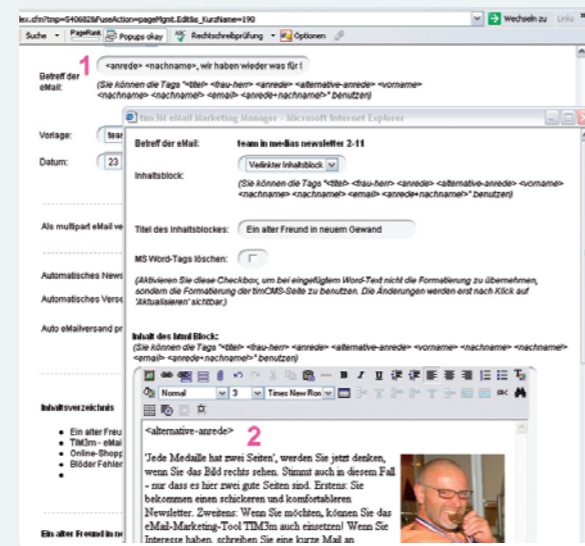 lex.cfm?tmp=540682&FuseAction=pageMgmt.Edit&s_KurzName=190
Wechseln zu
Links
Suche
PageRank
Popups okay
Rechtschreibprüfung
Optionen
1
Betreff der eMail:
<anrede> <nachname>, wir haben wieder was für I
(Sie können die Tags "<titel> <frau-herr> <anrede> <alternative-anrede> <vorname>
<nachname> <nachname!> <email> <anrede+nachname!>" benutzen)
Vorlage:
tear
Datum:
23
Als multipart eMail ve
Automatisches News
Automatisches Verse
Auto eMailversand pr
Inhaltsverzeichnis
Ein alter Freu
TIM3m - eMai
Online-Shopp
Blöder Fehler
Ein alter Freund in ne
tim3M eMail Marketing Manager - Microsoft Internet Explorer
Betreff der eMail:
team in medias newsletter 2-11
Inhaltsblock:
Verlinkter Inhaltsblock
(Sie können die Tags "<titel> <frau-herr> <anrede> <alternative-anrede> <vorname>
<nachname> <nachname!> <email> <anrede+nachname!>" benutzen)
Titel des Inhaltsblockes:
Ein alter Freund in neuem Gewand
MS Word-Tags löschen:
(Aktivieren Sie diese Checkbox, um bei eingefügtem Word-Text nicht die Formatierung zu übernehmen,
sondern die Formatierung der timCMS-Seite zu benutzen. Die Änderungen werden erst nach Klick auf
'Aktualisieren' sichtbar.)
Inhalt des html Block:
(Sie können die Tags "<titel> <frau-herr> <anrede> <alternative-anrede> <vorname> <nachname> <nachname!>
<email> <anrede+nachname!>" benutzen)
Normal
3
Times New Ron
<alternative-anrede>
2
'Jede Medaille hat zwei Seiten', werden Sie jetzt denken,
wenn Sie das Bild rechts sehen. Stimmt auch in diesem Fall
- nur dass es hier zwei gute Seiten sind. Erstens: Sie
bekommen einen schickeren und komfortableren
Newsletter. Zweitens: Wenn Sie möchten, können Sie das
eMail-Marketing-Tool TIM3m auch einsetzen! Wenn Sie
Interesse haben, schreiben Sie eine kurze Mail an